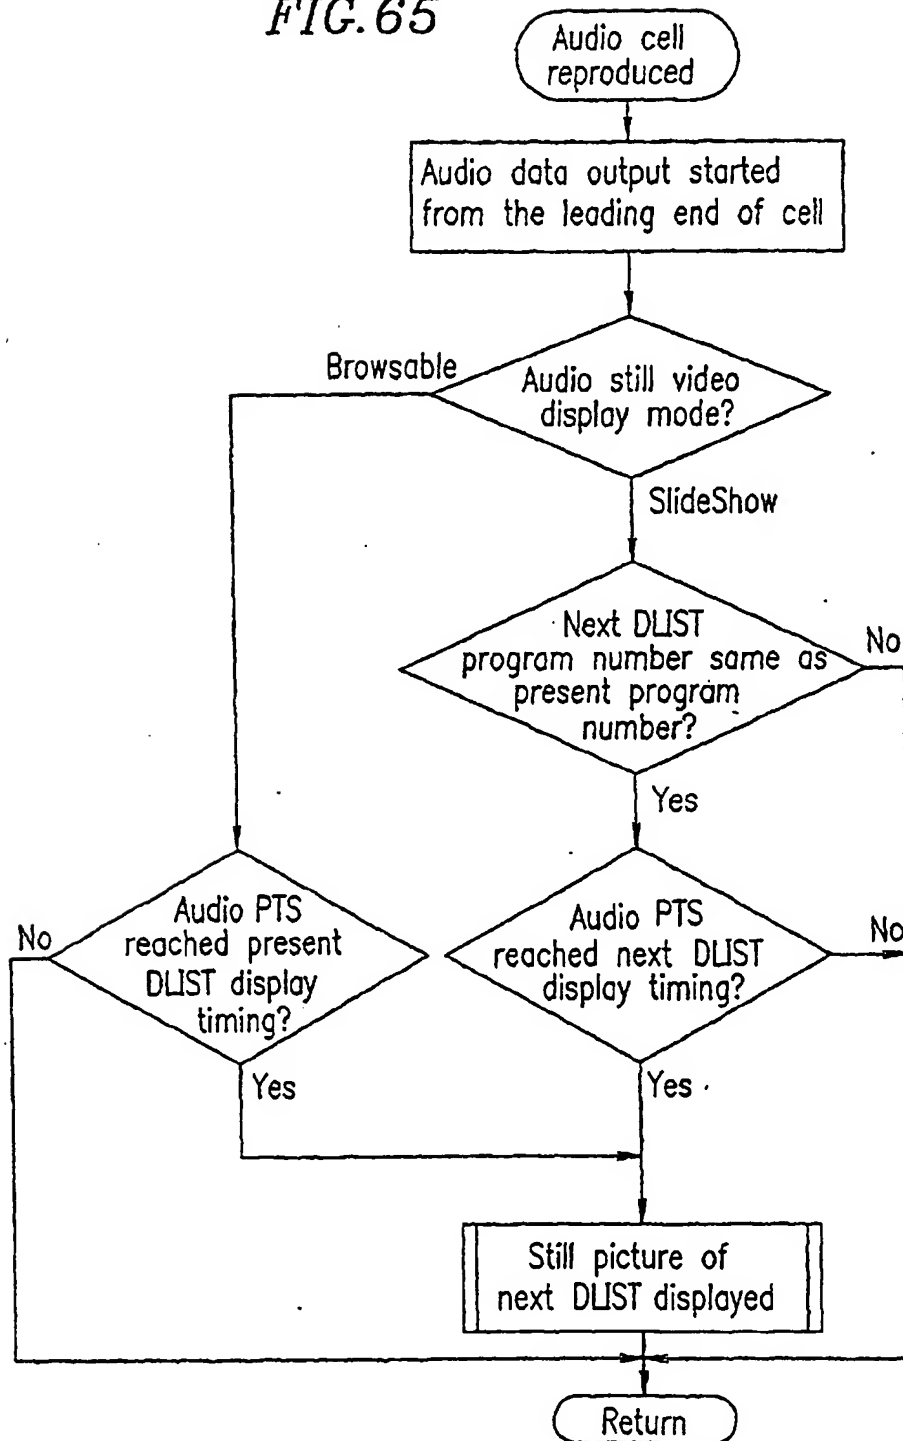 FIG. 65
Audio cell
reproduced
Audio data output started
from the leading end of cell
Audio still video
display mode?
Browsable
SlideShow
Next DLIST
program number same as
present program
number?
No
Yes
Audio PTS
reached present
DLIST display
timing?
No
Yes
Audio PTS
reached next DLIST
display timing?
No
Yes
Still picture of
next DLIST displayed
Return